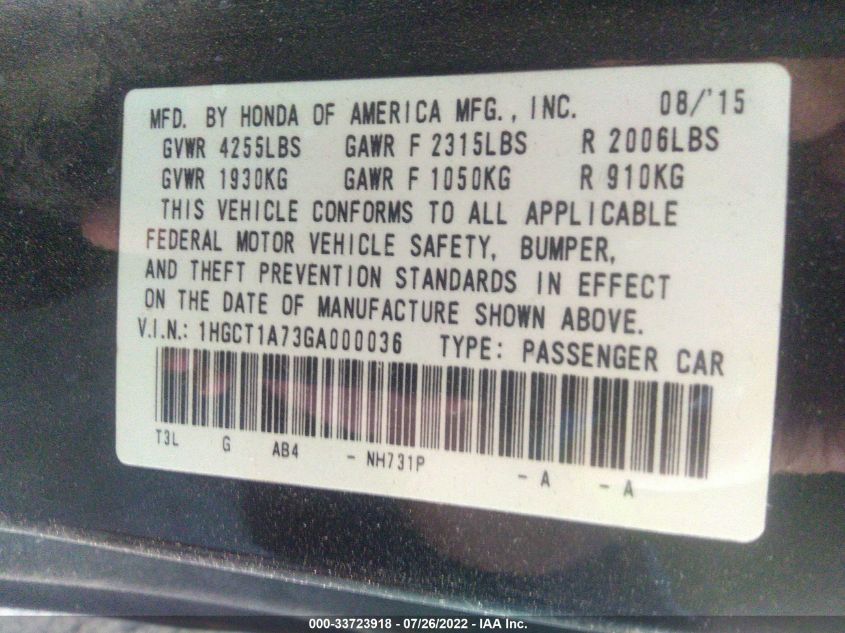 MFD. BY HONDA OF AMERICA MFG., INC. 08/'15
GVWR 4255LBS GAWR F 2315LBS R 2006LBS
GVWR 1930KG GAWR F 1050KG R 910KG
THIS VEHICLE CONFORMS TO ALL APPLICABLE
FEDERAL MOTOR VEHICLE SAFETY, BUMPER,
AND THEFT PREVENTION STANDARDS IN EFFECT
ON THE DATE OF MANUFACTURE SHOWN ABOVE.
V.I.N.: 1HGCT1A73GA000036 TYPE: PASSENGER CAR
T3L G AB4 - NH731P - A - A
000-33723918 - 07/26/2022 - IAA Inc.